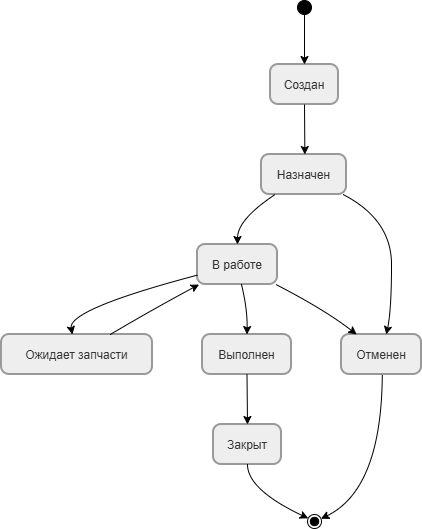 Создан
Назначен
В работе
Ожидает запчасти
Выполнен
Отменен
Закрыт